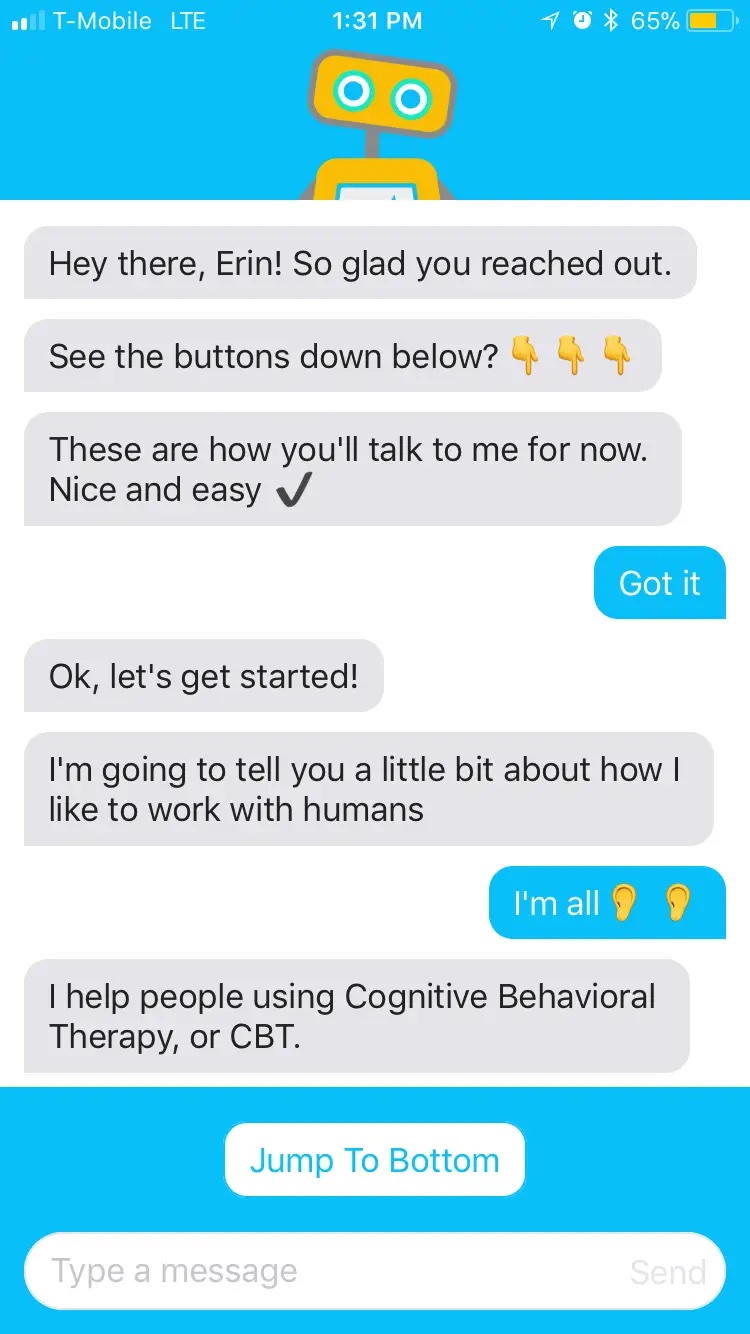 T-Mobile LTE 1:31 PM 65%
Hey there, Erin! So glad you reached out.
See the buttons down below? 👇 👇 👇
These are how you'll talk to me for now.
Nice and easy ✔️
Got it
Ok, let's get started!
I'm going to tell you a little bit about how I
like to work with humans
I'm all 👂 👂
I help people using Cognitive Behavioral
Therapy, or CBT.
Jump To Bottom
Type a message Send